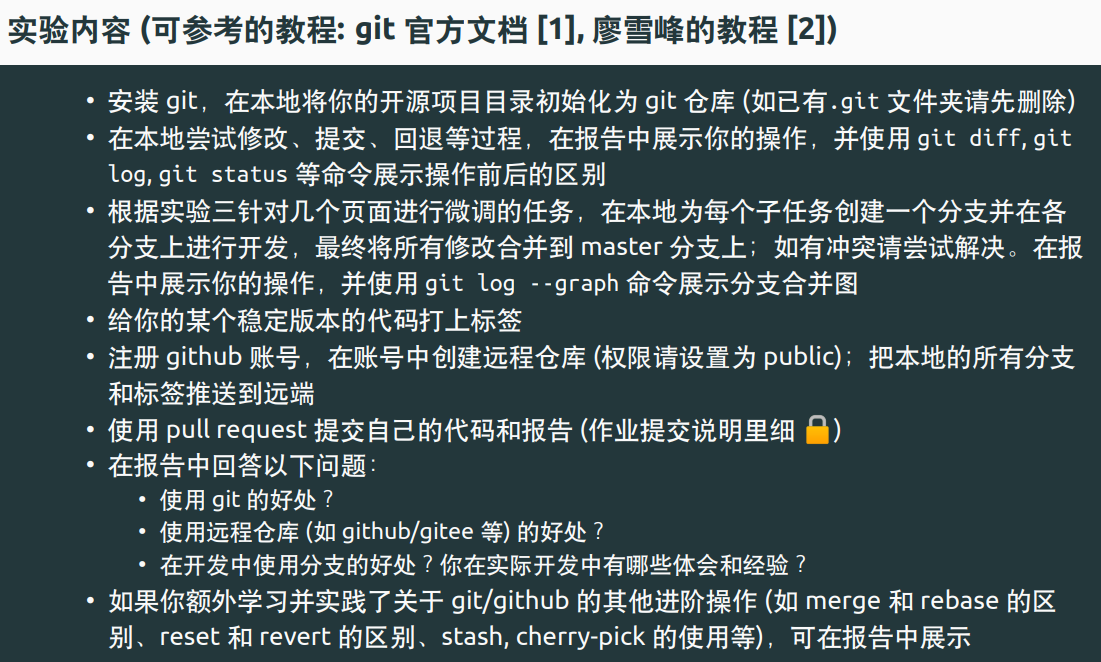 实验内容 (可参考的教程: git 官方文档 [1], 廖雪峰的教程 [2])
• 安装 git，在本地将你的开源项目目录初始化为 git 仓库 (如已有.git 文件夹请先删除)
• 在本地尝试修改、提交、回退等过程，在报告中展示你的操作，并使用 git diff, git
log, git status 等命令展示操作前后的区别
• 根据实验三针对几个页面进行微调的任务，在本地为每个子任务创建一个分支并在各
分支上进行开发，最终将所有修改合并到 master 分支上；如有冲突请尝试解决。在报
告中展示你的操作，并使用 git log --graph 命令展示分支合并图
• 给你的某个稳定版本的代码打上标签
• 注册 github 账号，在账号中创建远程仓库 (权限请设置为 public)；把本地的所有分支
和标签推送到远端
• 使用 pull request 提交自己的代码和报告 (作业提交说明里细 🔒)
• 在报告中回答以下问题：
• 使用 git 的好处？
• 使用远程仓库 (如 github/gitee 等) 的好处？
• 在开发中使用分支的好处？你在实际开发中有哪些体会和经验？
• 如果你额外学习并实践了关于 git/github 的其他进阶操作 (如 merge 和 rebase 的区
别、reset 和 revert 的区别、stash, cherry-pick 的使用等)，可在报告中展示